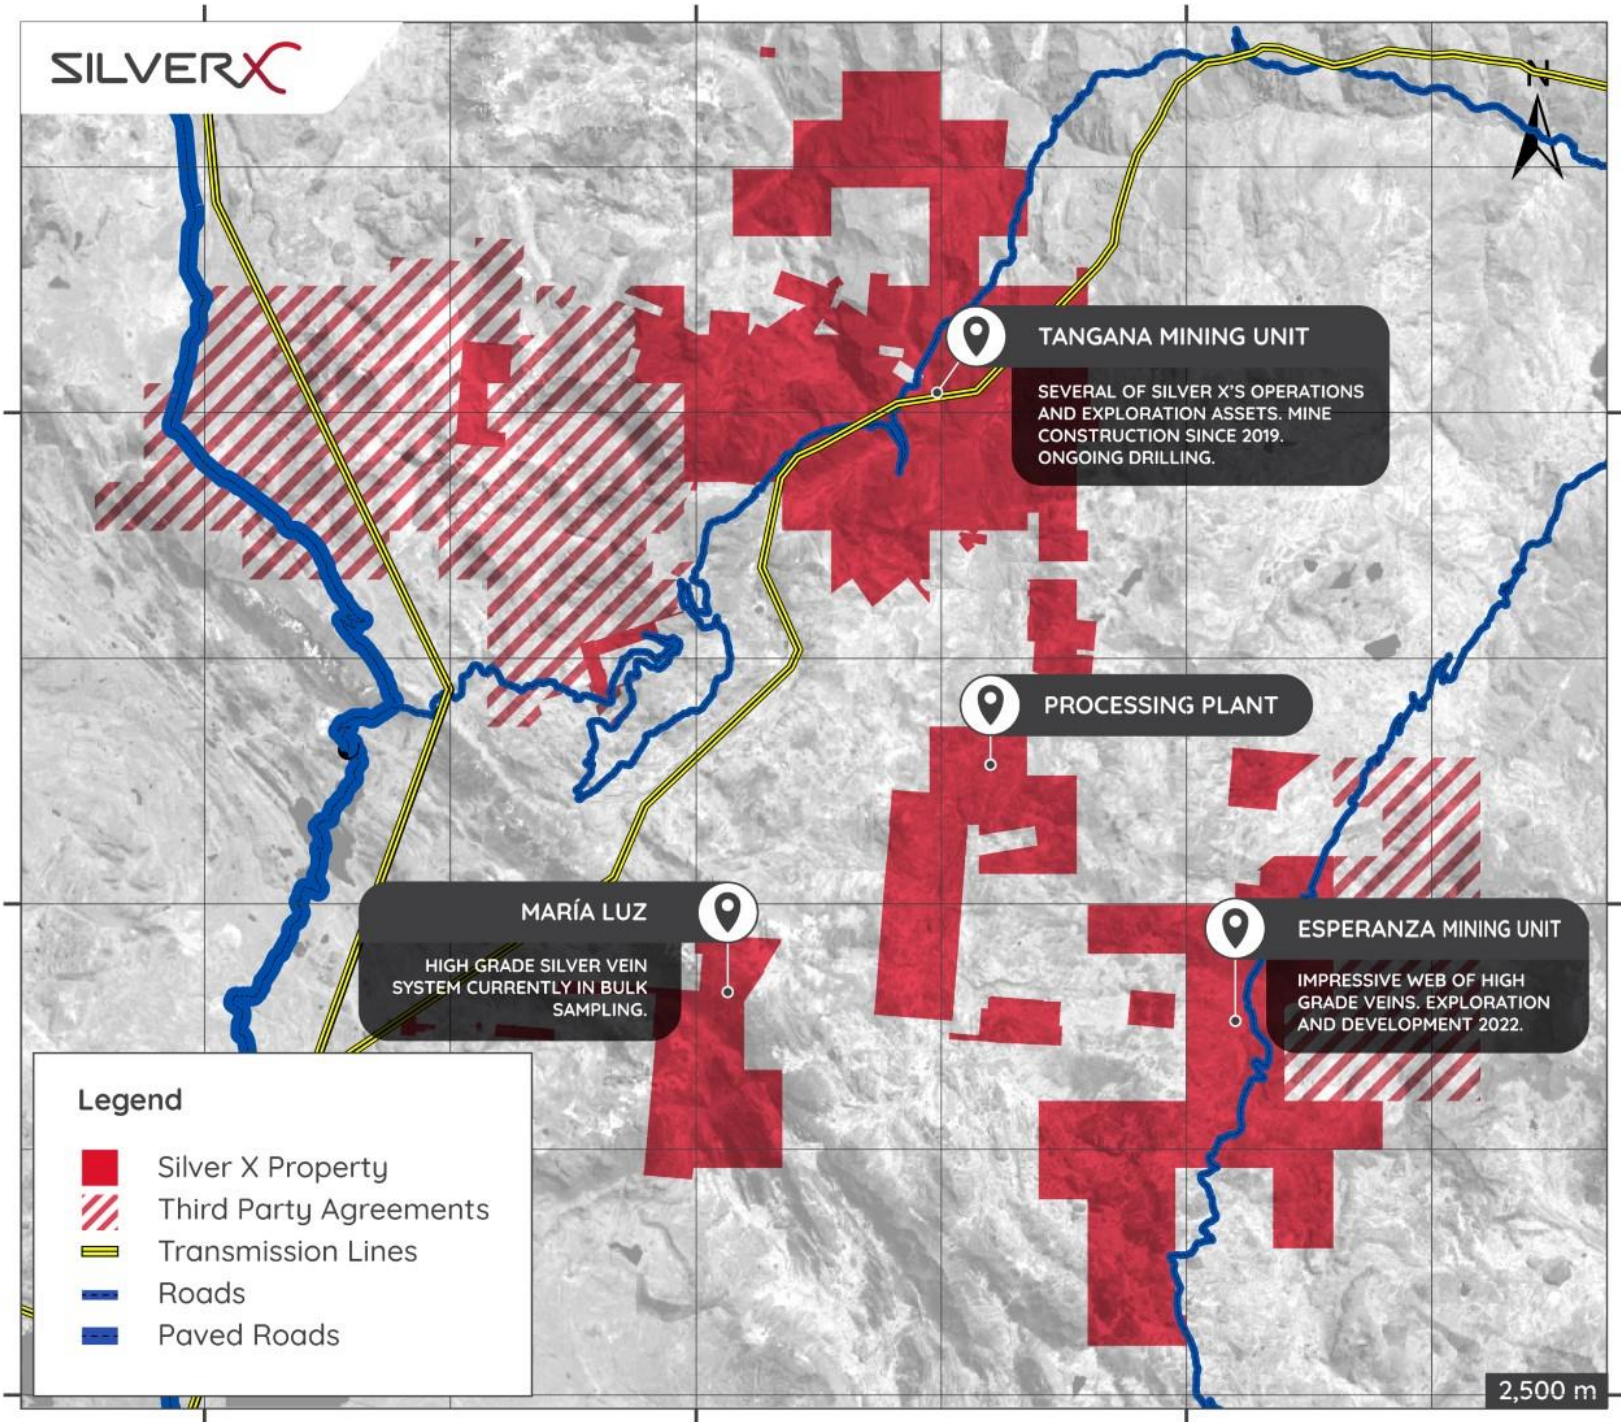 SILVERX
N
TANGANA MINING UNIT
SEVERAL OF SILVER X'S OPERATIONS
AND EXPLORATION ASSETS. MINE
CONSTRUCTION SINCE 2019.
ONGOING DRILLING.
PROCESSING PLANT
MARÍA LUZ
HIGH GRADE SILVER VEIN
SYSTEM CURRENTLY IN BULK
SAMPLING.
ESPERANZA MINING UNIT
IMPRESSIVE WEB OF HIGH
GRADE VEINS. EXPLORATION
AND DEVELOPMENT 2022.
Legend
Silver X Property
Third Party Agreements
Transmission Lines
Roads
Paved Roads
2,500 m